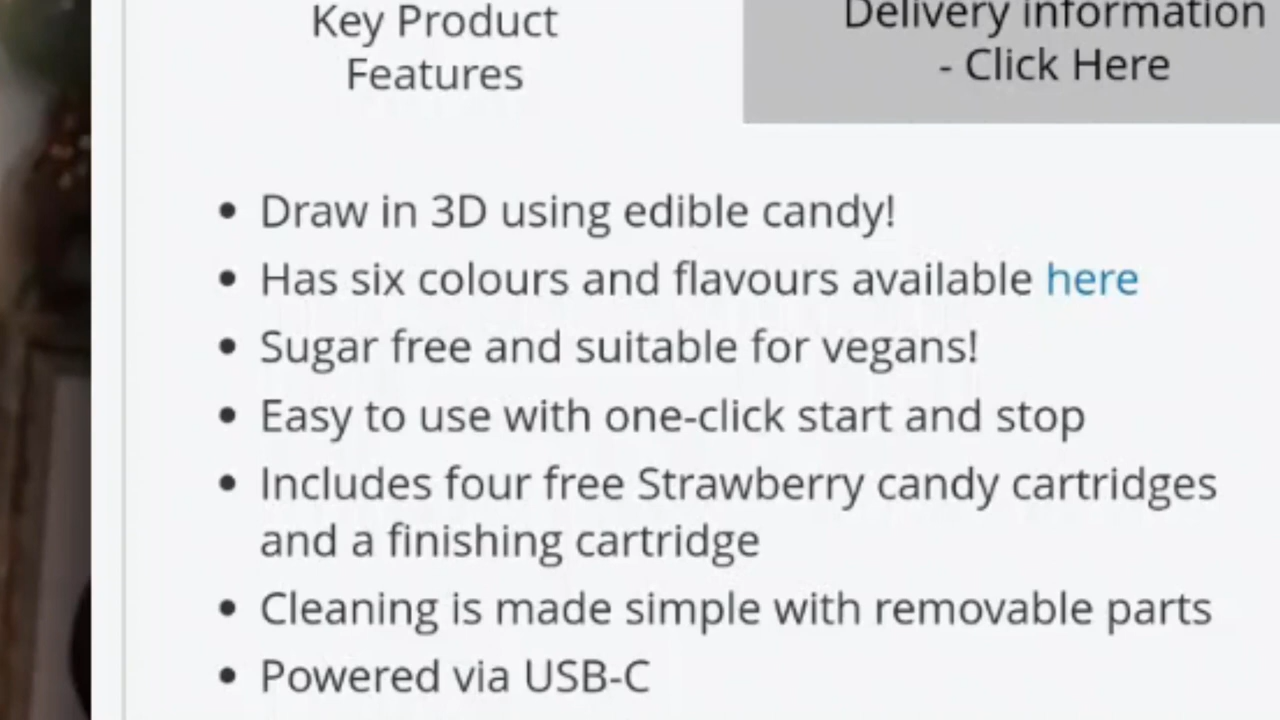 Key Product
Features
Delivery information
- Click Here
• Draw in 3D using edible candy!
• Has six colours and flavours available here
• Sugar free and suitable for vegans!
• Easy to use with one-click start and stop
• Includes four free Strawberry candy cartridges
and a finishing cartridge
• Cleaning is made simple with removable parts
• Powered via USB-C